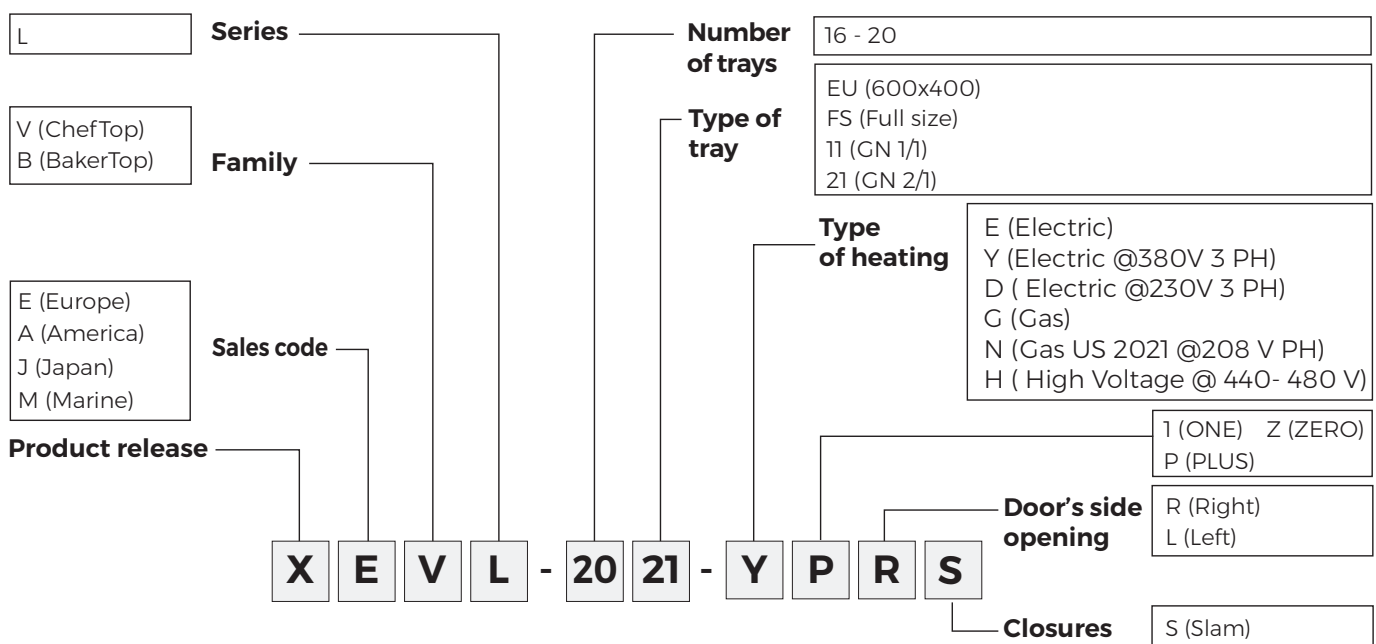 L
Series
Number
of trays
16 - 20
V (ChefTop)
B (BakerTop)
Family
Type of
tray
EU (600x400)
FS (Full size)
11 (GN 1/1)
21 (GN 2/1)
E (Europe)
A (America)
J (Japan)
M (Marine)
Sales code
Type
of heating
E (Electric)
Y (Electric @380V 3 PH)
D ( Electric @230V 3 PH)
G (Gas)
N (Gas US 2021 @208 V PH)
H ( High Voltage @ 440- 480 V)
Product release
1 (ONE) Z (ZERO)
P (PLUS)
Door's side
opening
R (Right)
L (Left)
X E V L - 20 21 - Y P R S
Closures
S (Slam)